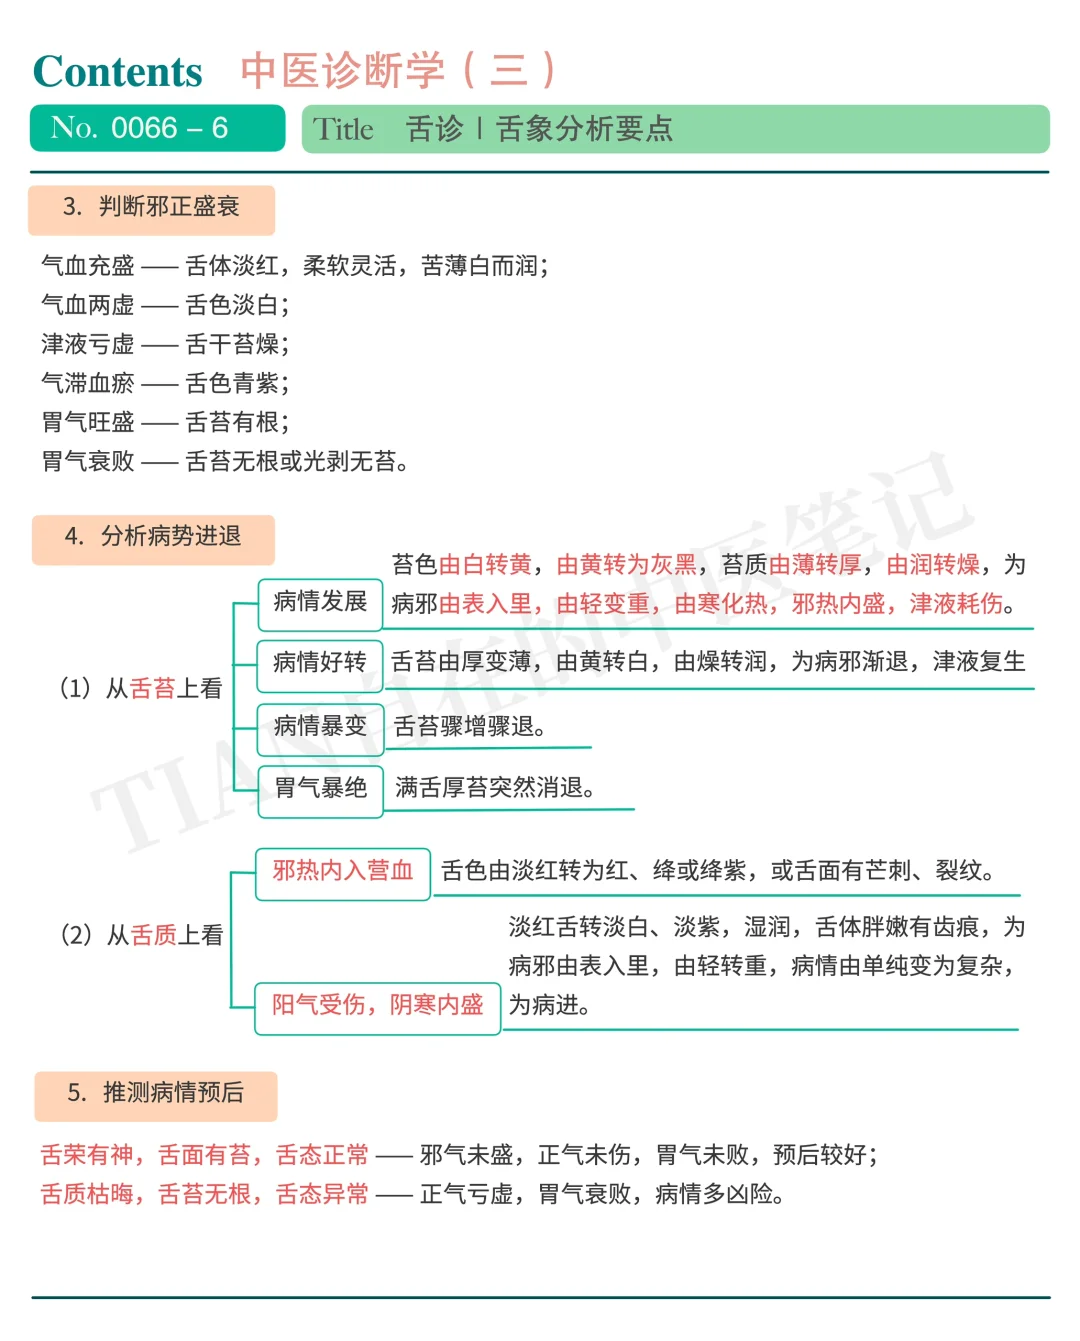 Contents 中医诊断学（三）
No. 0066 – 6
Title 舌诊丨舌象分析要点
3. 判断邪正盛衰
气血充盛 —— 舌体淡红，柔软灵活，苦薄白而润；
气血两虚 —— 舌色淡白；
津液亏虚 —— 舌干苔燥；
气滞血瘀 —— 舌色青紫；
胃气旺盛 —— 舌苔有根；
胃气衰败 —— 舌苔无根或光剥无苔。
4. 分析病势进退
（1）从舌苔上看
病情发展
苔色由白转黄，由黄转为灰黑，苔质由薄转厚，由润转燥，为
病邪由表入里，由轻变重，由寒化热，邪热内盛，津液耗伤。
病情好转
舌苔由厚变薄，由黄转白，由燥转润，为病邪渐退，津液复生
病情暴变
舌苔骤增骤退。
胃气暴绝
满舌厚苔突然消退。
（2）从舌质上看
邪热内入营血
舌色由淡红转为红、绛或绛紫，或舌面有芒刺、裂纹。
阳气受伤，阴寒内盛
淡红舌转淡白、淡紫，湿润，舌体胖嫩有齿痕，为
病邪由表入里，由轻转重，病情由单纯变为复杂，
为病进。
5. 推测病情预后
舌荣有神，舌面有苔，舌态正常 —— 邪气未盛，正气未伤，胃气未败，预后较好；
舌质枯晦，舌苔无根，舌态异常 —— 正气亏虚，胃气衰败，病情多凶险。
TIAN自在的中医笔记